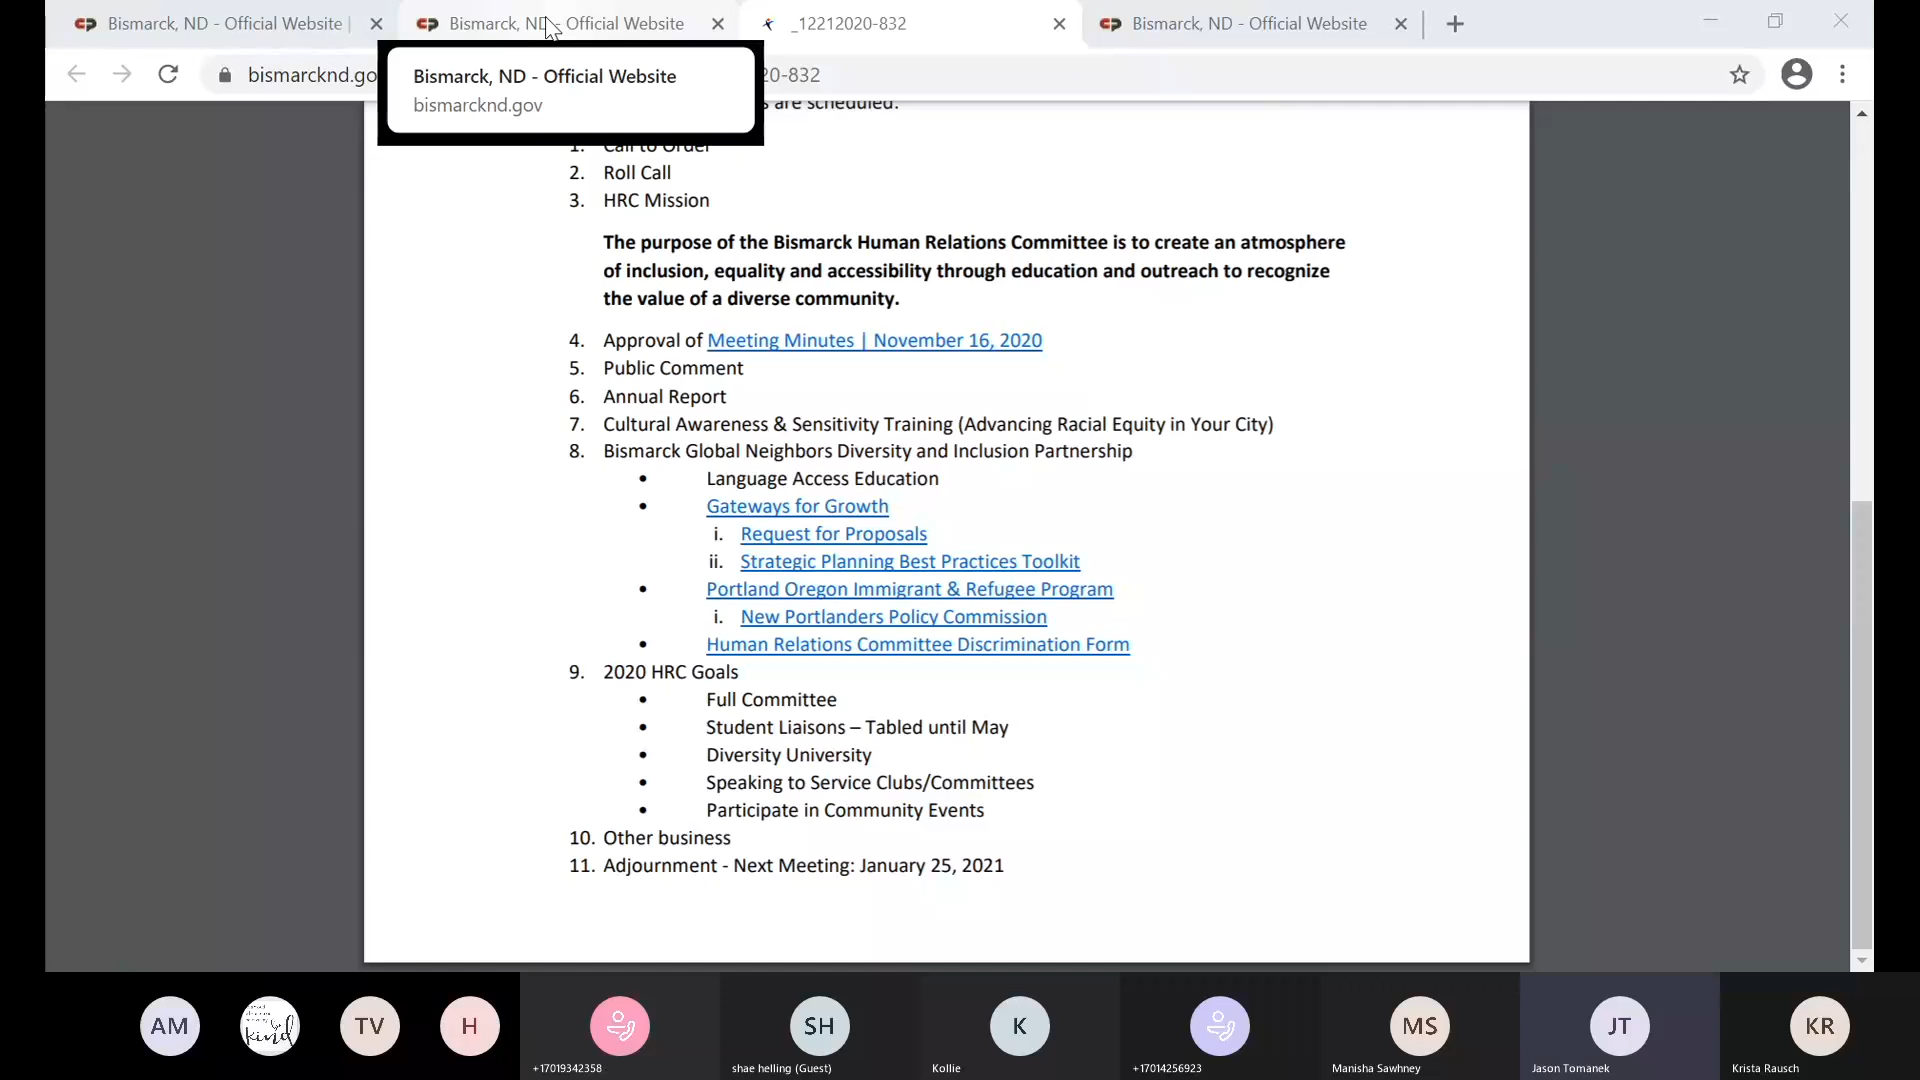 Bismarck, ND - Official Website |
Bismarck, ND - Official Website
_12212020-832
Bismarck, ND - Official Website
bismarcknd.go
20-832
Bismarck, ND - Official Website
bismarcknd.gov
s are scheduled.
1. Call to Order
2. Roll Call
3. HRC Mission
The purpose of the Bismarck Human Relations Committee is to create an atmosphere
of inclusion, equality and accessibility through education and outreach to recognize
the value of a diverse community.
4. Approval of Meeting Minutes | November 16, 2020
5. Public Comment
6. Annual Report
7. Cultural Awareness & Sensitivity Training (Advancing Racial Equity in Your City)
8. Bismarck Global Neighbors Diversity and Inclusion Partnership
• Language Access Education
• Gateways for Growth
i. Request for Proposals
ii. Strategic Planning Best Practices Toolkit
• Portland Oregon Immigrant & Refugee Program
i. New Portlanders Policy Commission
• Human Relations Committee Discrimination Form
9. 2020 HRC Goals
• Full Committee
• Student Liaisons – Tabled until May
• Diversity University
• Speaking to Service Clubs/Committees
• Participate in Community Events
10. Other business
11. Adjournment - Next Meeting: January 25, 2021
AM
kind
TV
H
SH
K
MS
JT
KR
+17019342358
shae helling (Guest)
Kollie
+17014256923
Manisha Sawhney
Jason Tomanek
Krista Rausch